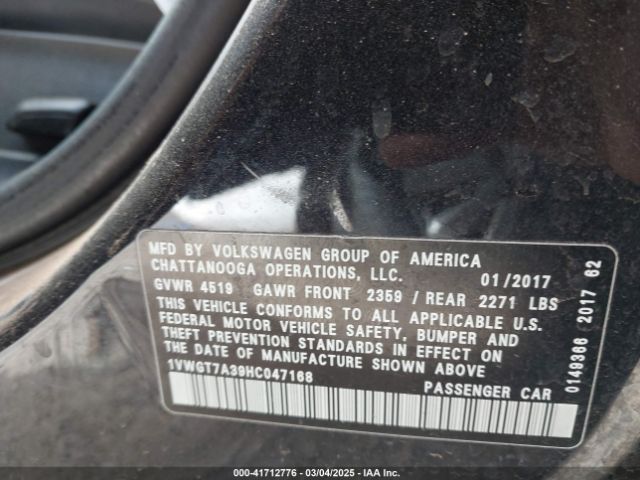 MFD BY VOLKSWAGEN GROUP OF AMERICA
CHATTANOOGA OPERATIONS, LLC. 01/2017
GVWR 4519 GAWR FRONT 2359 / REAR 2271 LBS
THIS VEHICLE CONFORMS TO ALL APPLICABLE U.S.
FEDERAL MOTOR VEHICLE SAFETY, BUMPER AND
THEFT PREVENTION STANDARDS IN EFFECT ON
THE DATE OF MANUFACTURE SHOWN ABOVE
1VWGT7A39HC047168 PASSENGER CAR
0149366 2017 62
000-41712776 - 03/04/2025 - IAA Inc.